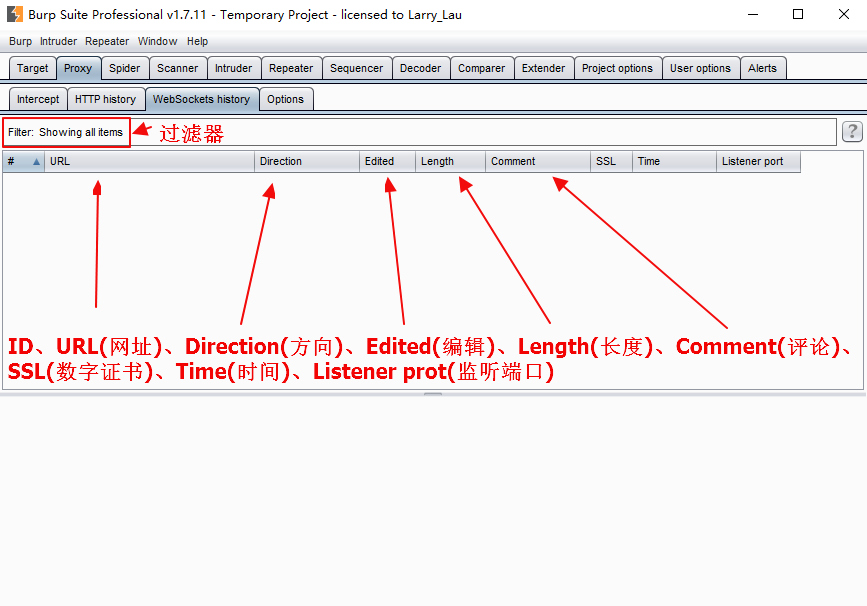 Burp Suite Professional v1.7.11 - Temporary Project - licensed to Larry_Lau
Burp Intruder Repeater Window Help
Target Proxy Spider Scanner Intruder Repeater Sequencer Decoder Comparer Extender Project options User options Alerts
Intercept HTTP history WebSockets history Options
Filter: Showing all items 过滤器 ?
# URL Direction Edited Length Comment SSL Time Listener port
ID、URL(网址)、Direction(方向)、Edited(编辑)、Length(长度)、Comment(评论)、
SSL(数字证书)、Time(时间)、Listener prot(监听端口)